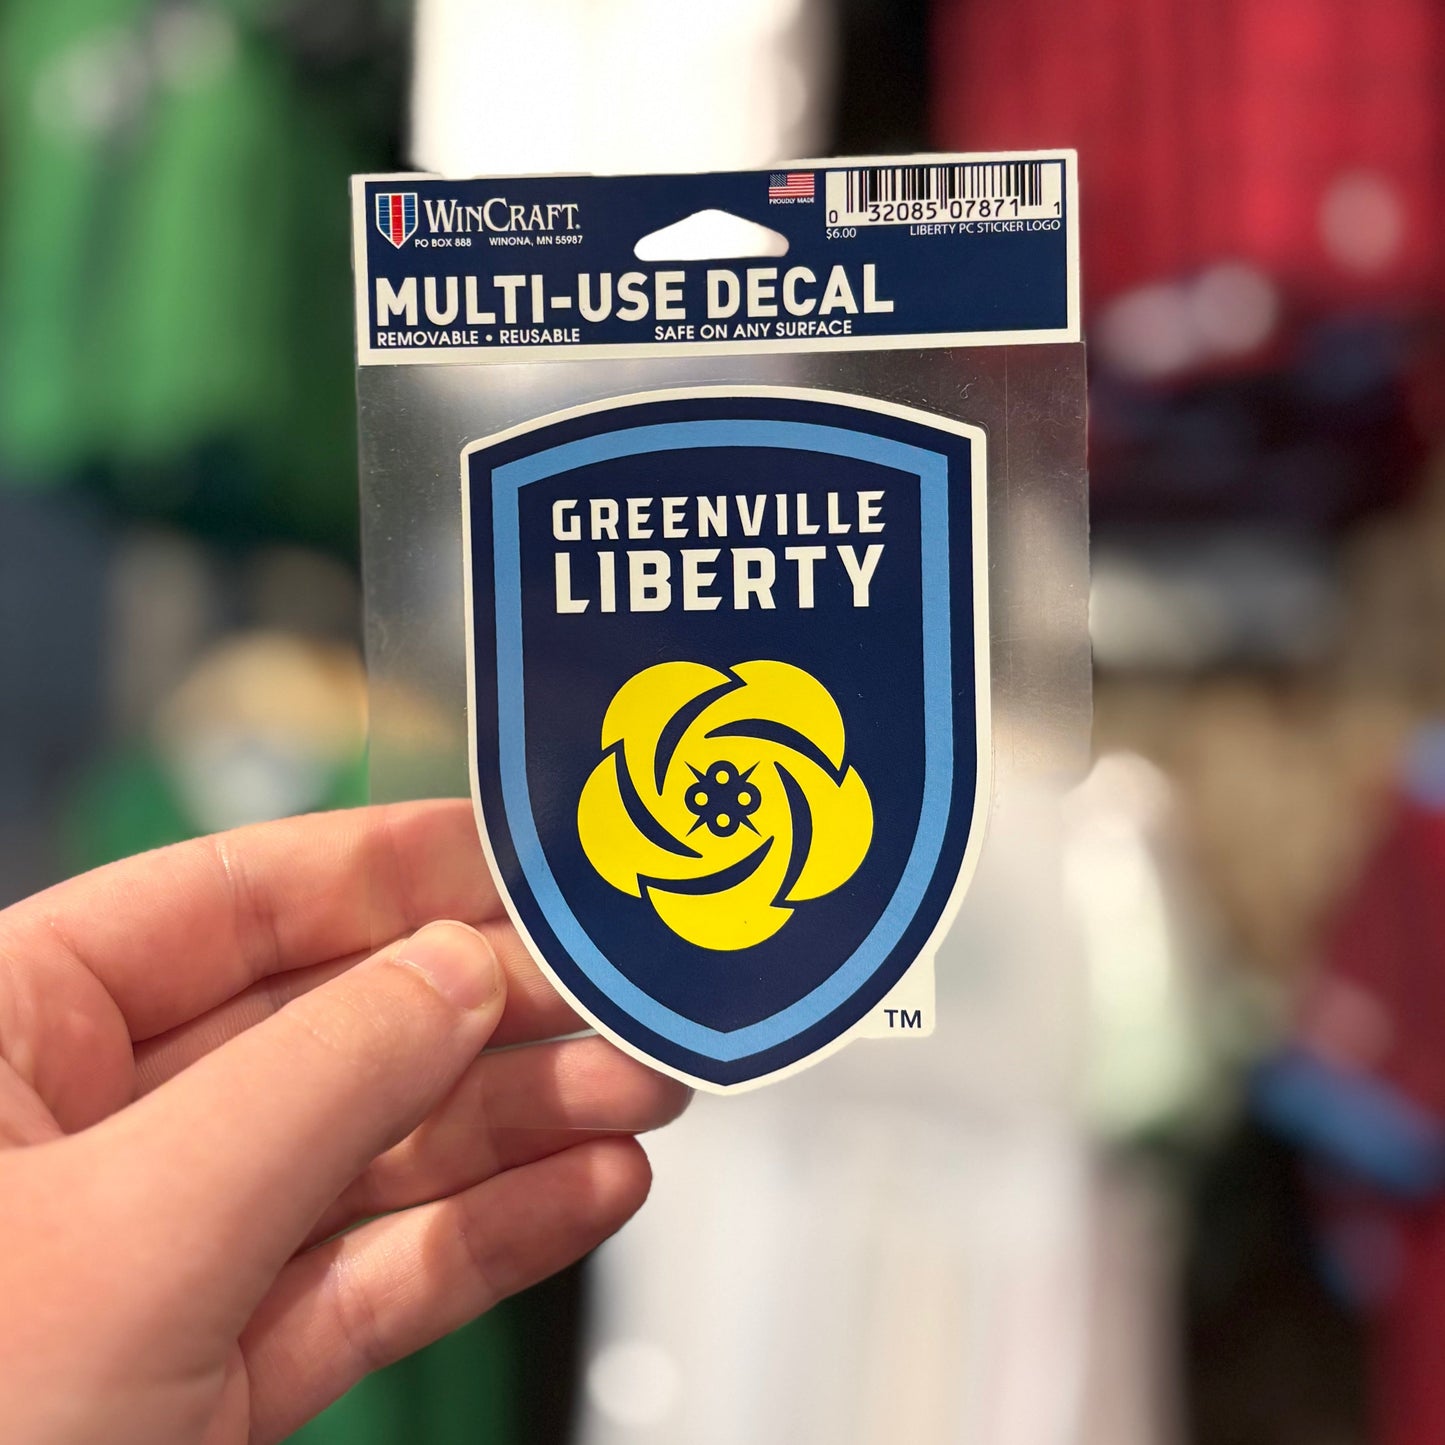 WINCRAFT®
PO BOX 888 WINONA, MN 55987
PROUDLY MADE
0 32085 07871 1
$6.00 LIBERTY PC STICKER LOGO
MULTI-USE DECAL
REMOVABLE • REUSABLE SAFE ON ANY SURFACE
GREENVILLE
LIBERTY
TM